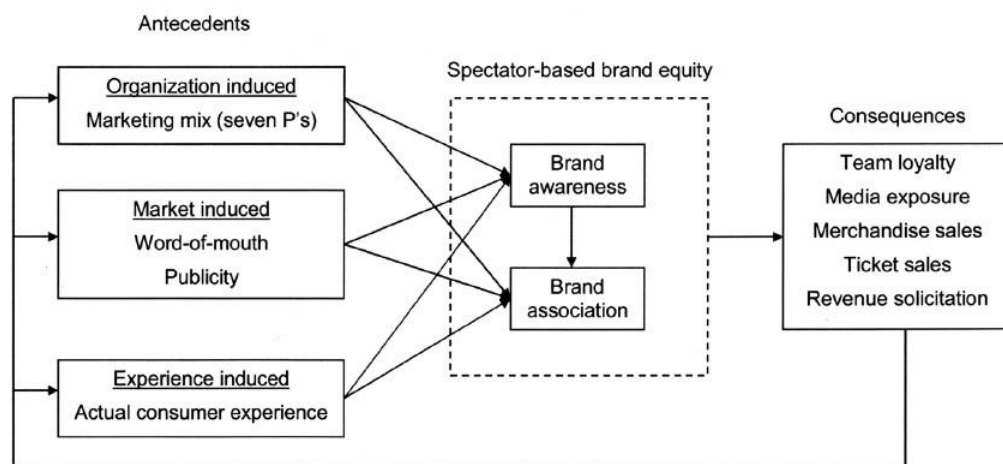 Antecedents
Organization induced
Marketing mix (seven P's)
Market induced
Word-of-mouth
Publicity
Experience induced
Actual consumer experience
Spectator-based brand equity
Brand
awareness
Brand
association
Consequences
Team loyalty
Media exposure
Merchandise sales
Ticket sales
Revenue solicitation